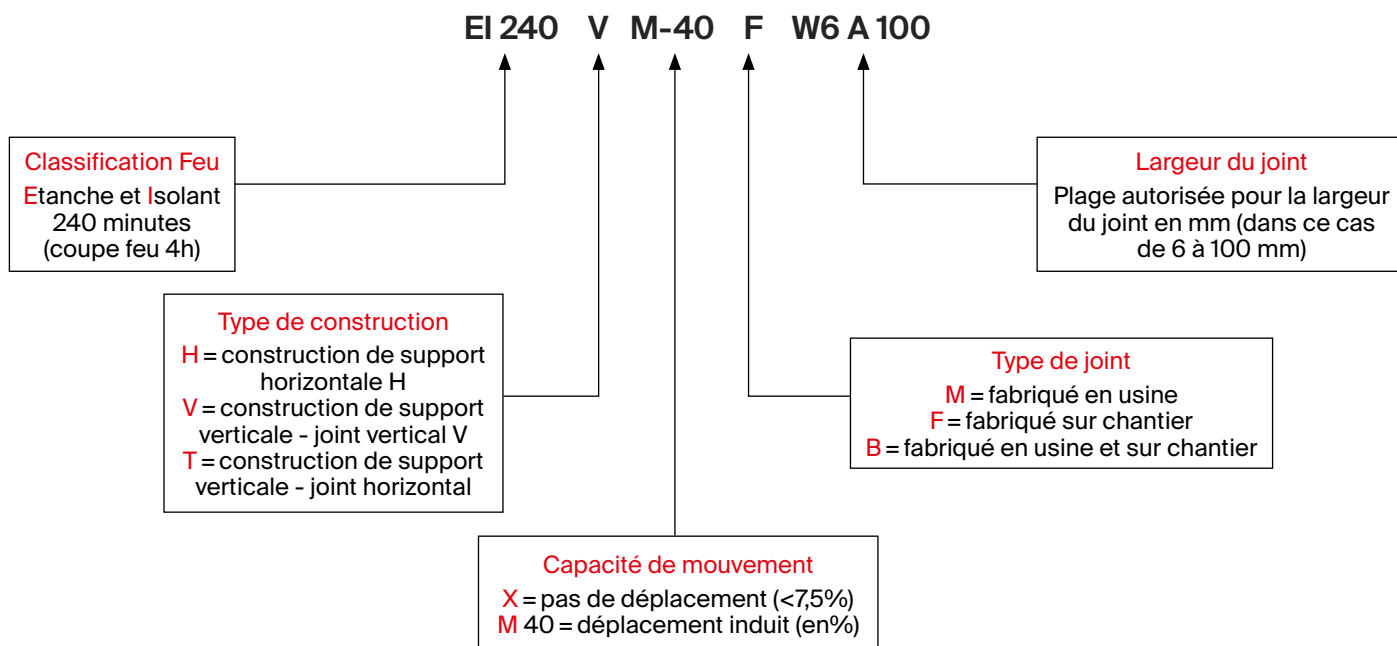 EI 240 V M-40 F W6 A 100
Classification Feu
Etanche et Isolant
240 minutes
(coupe feu 4h)
Largeur du joint
Plage autorisée pour la largeur
du joint en mm (dans ce cas
de 6 à 100 mm)
Type de construction
H = construction de support
horizontale H
V = construction de support
verticale - joint vertical V
T = construction de support
verticale - joint horizontal
Type de joint
M = fabriqué en usine
F = fabriqué sur chantier
B = fabriqué en usine et sur chantier
Capacité de mouvement
X = pas de déplacement (<7,5%)
M 40 = déplacement induit (en%)